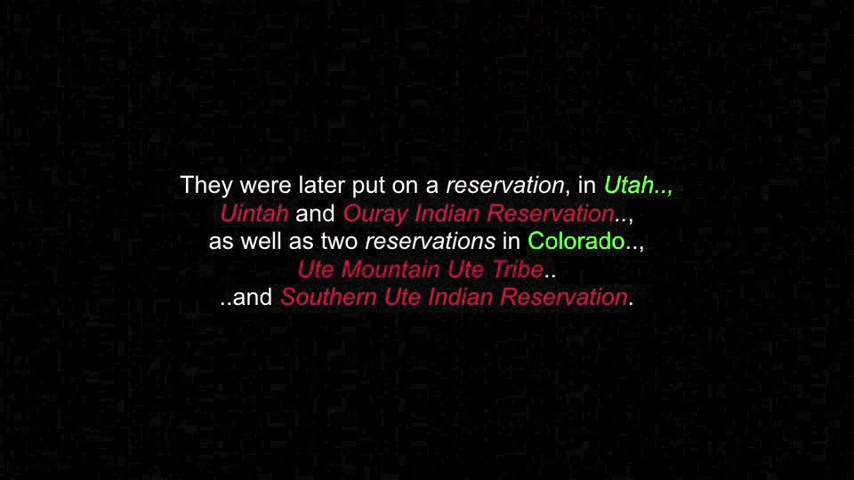 They were later put on a reservation, in Utah..,
Uintah and Ouray Indian Reservation..,
as well as two reservations in Colorado..,
Ute Mountain Ute Tribe..
..and Southern Ute Indian Reservation.